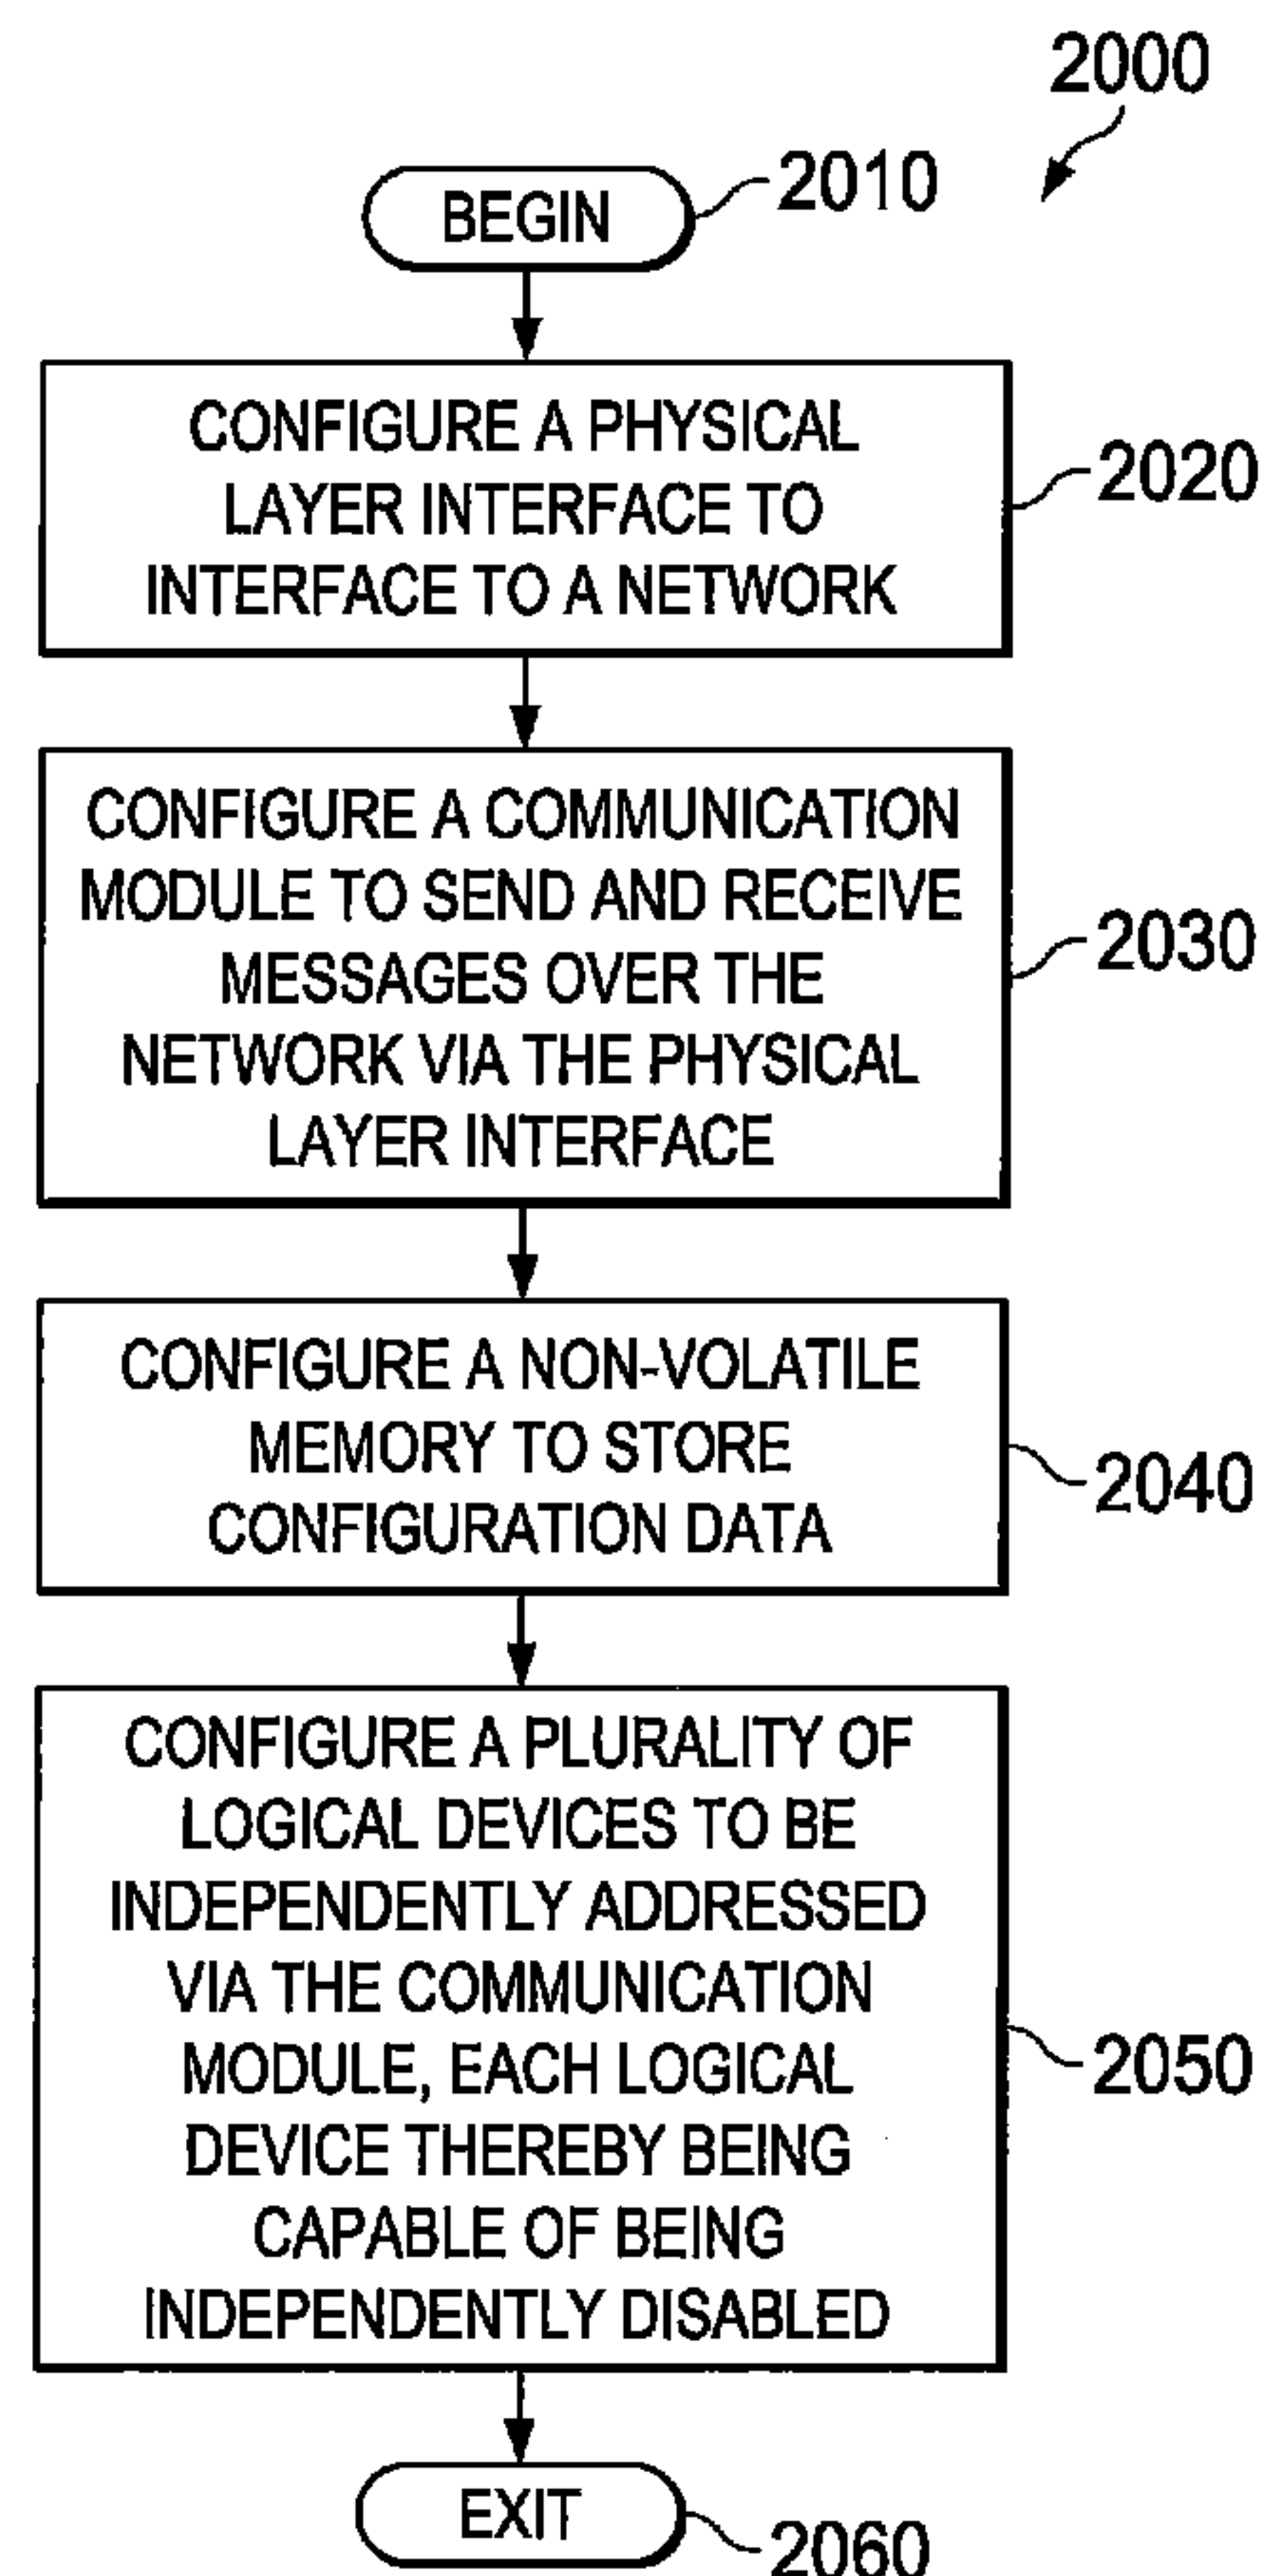 2000
BEGIN
2010
CONFIGURE A PHYSICAL
LAYER INTERFACE TO
INTERFACE TO A NETWORK
2020
CONFIGURE A COMMUNICATION
MODULE TO SEND AND RECEIVE
MESSAGES OVER THE
NETWORK VIA THE PHYSICAL
LAYER INTERFACE
2030
CONFIGURE A NON-VOLATILE
MEMORY TO STORE
CONFIGURATION DATA
2040
CONFIGURE A PLURALITY OF
LOGICAL DEVICES TO BE
INDEPENDENTLY ADDRESSED
VIA THE COMMUNICATION
MODULE, EACH LOGICAL
DEVICE THEREBY BEING
CAPABLE OF BEING
INDEPENDENTLY DISABLED
2050
EXIT
2060